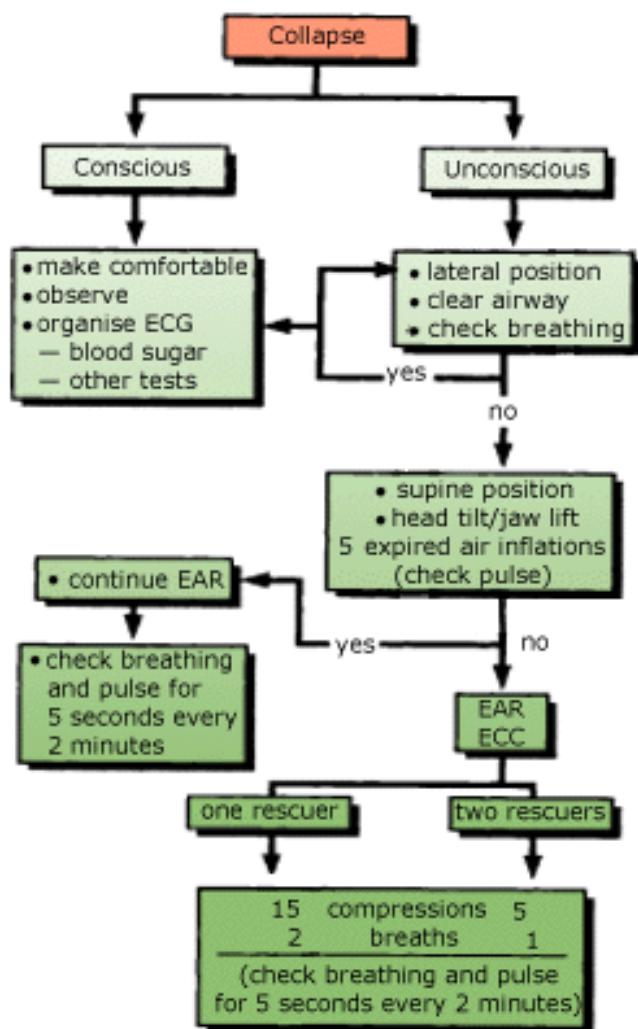 Collapse
Conscious
Unconscious
• make comfortable
• observe
• organise ECG
— blood sugar
— other tests
• lateral position
• clear airway
• check breathing
yes
no
• supine position
• head tilt/jaw lift
5 expired air inflations
(check pulse)
• continue EAR
yes
no
• check breathing
and pulse for
5 seconds every
2 minutes
EAR
ECC
one rescuer
two rescuers
15 compressions 5
2 breaths 1
(check breathing and pulse
for 5 seconds every 2 minutes)